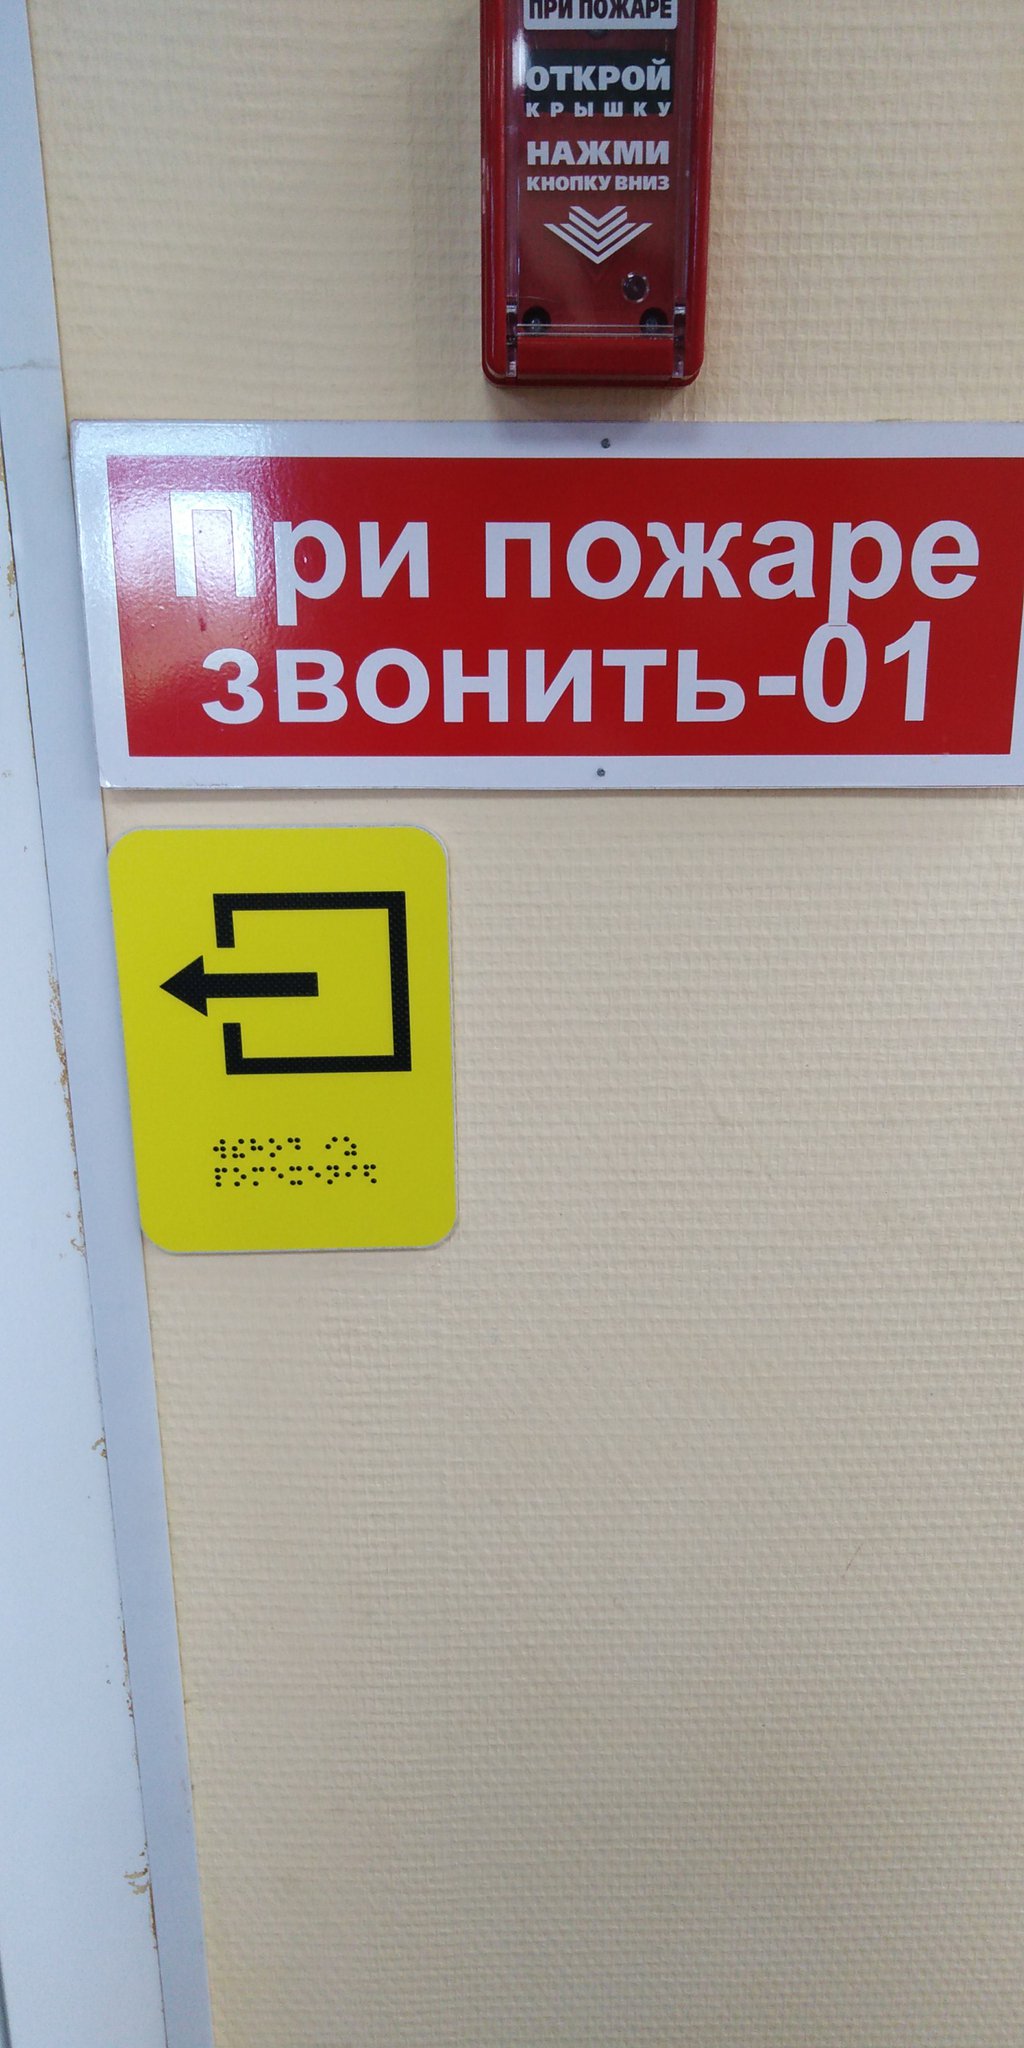 ПРИ ПОЖАРЕ
ОТКРОЙ
КРЫШКУ
НАЖМИ
КНОПКУ ВНИЗ
При пожаре
звонить-01
⠺⠮⠓⠕⠙ ⠊⠵
⠏⠕⠍⠑⠭⠑⠝⠊⠫